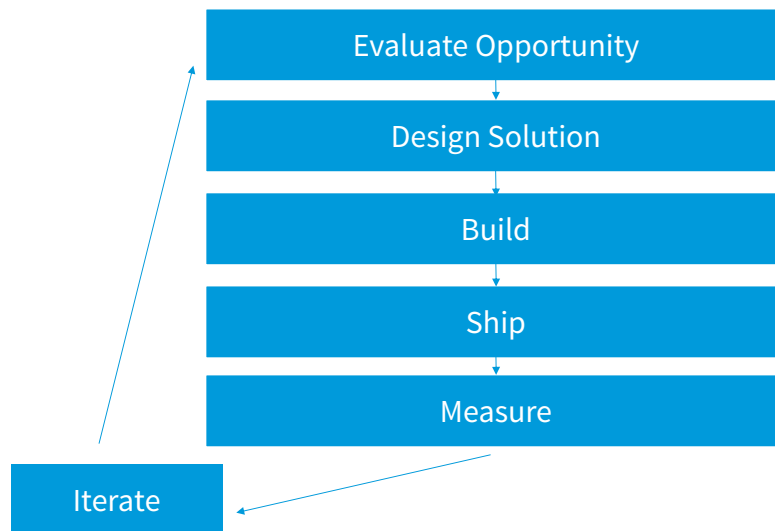 Evaluate Opportunity
Design Solution
Build
Ship
Measure
Iterate